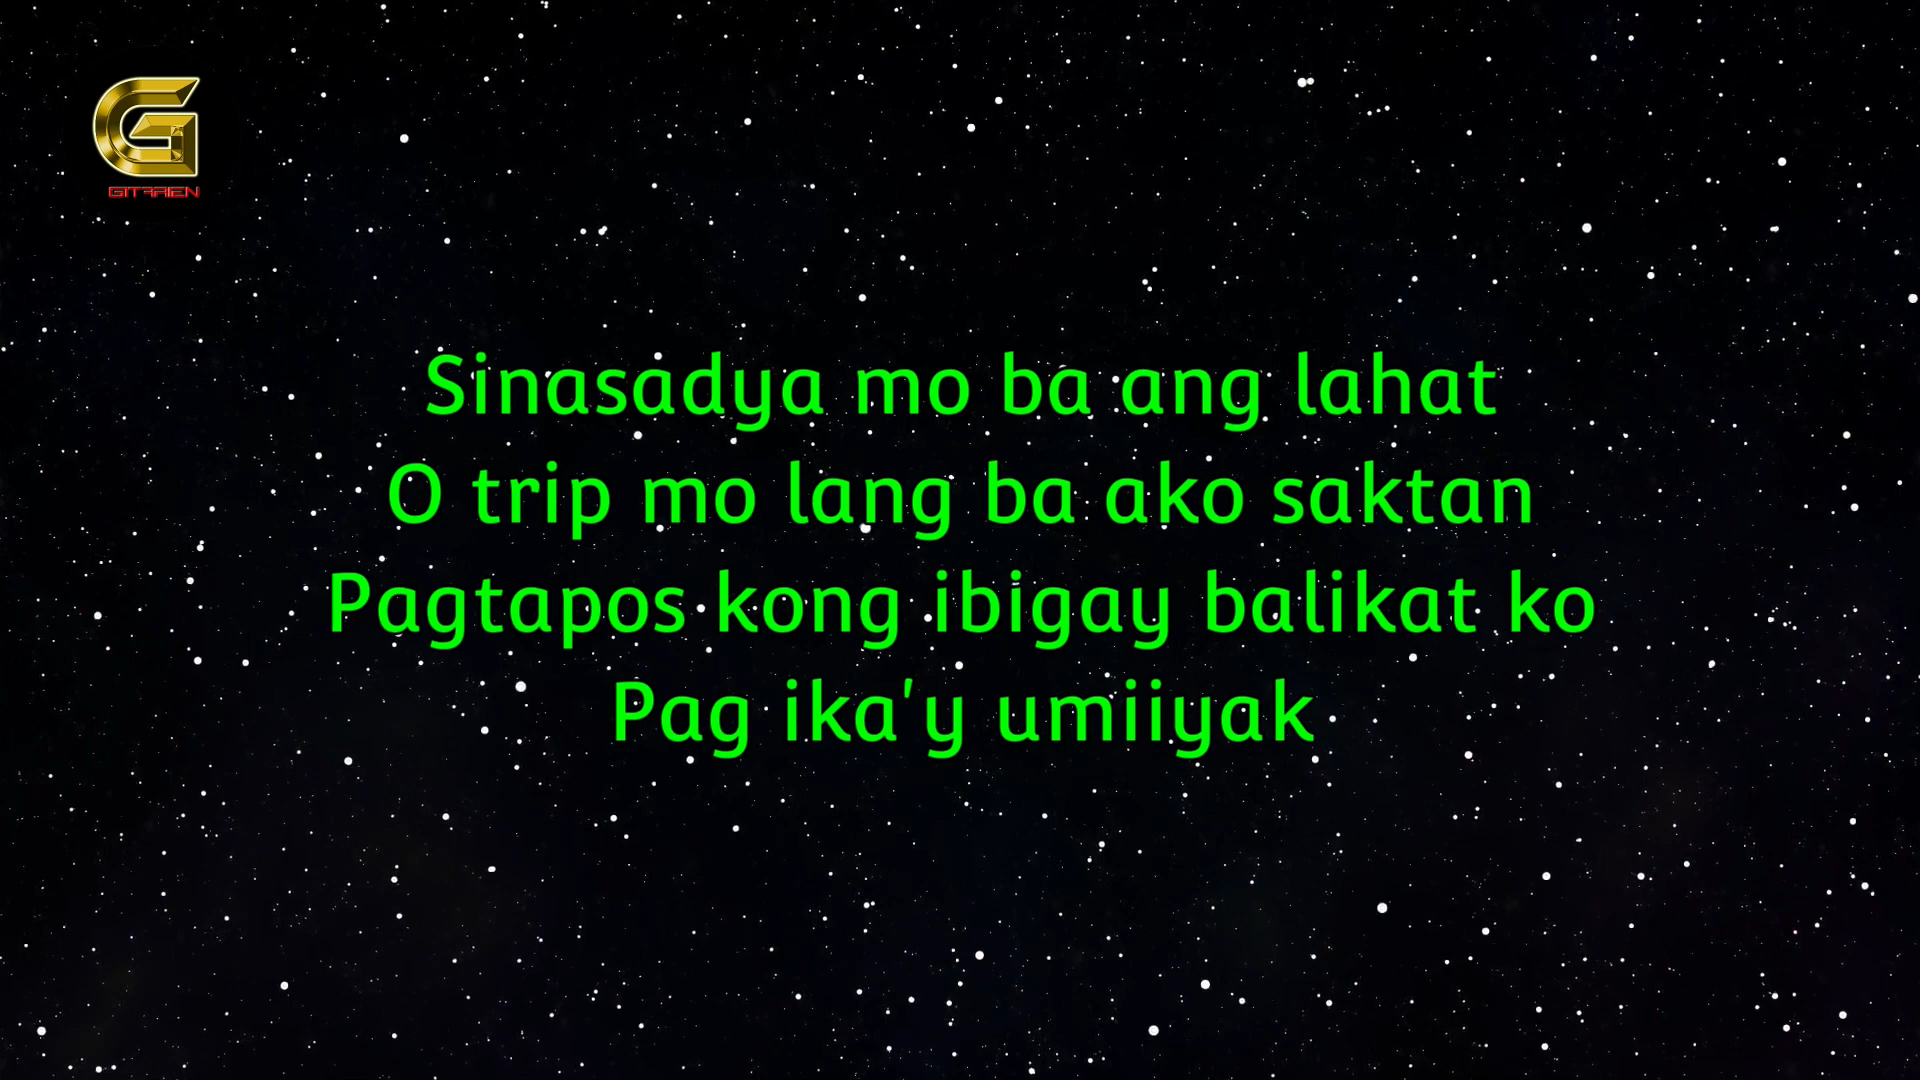 GITFRIEN
Sinasadya mo ba ang lahat
O trip mo lang ba ako saktan
Pagtapos kong ibigay balikat ko
Pag ika'y umiiyak